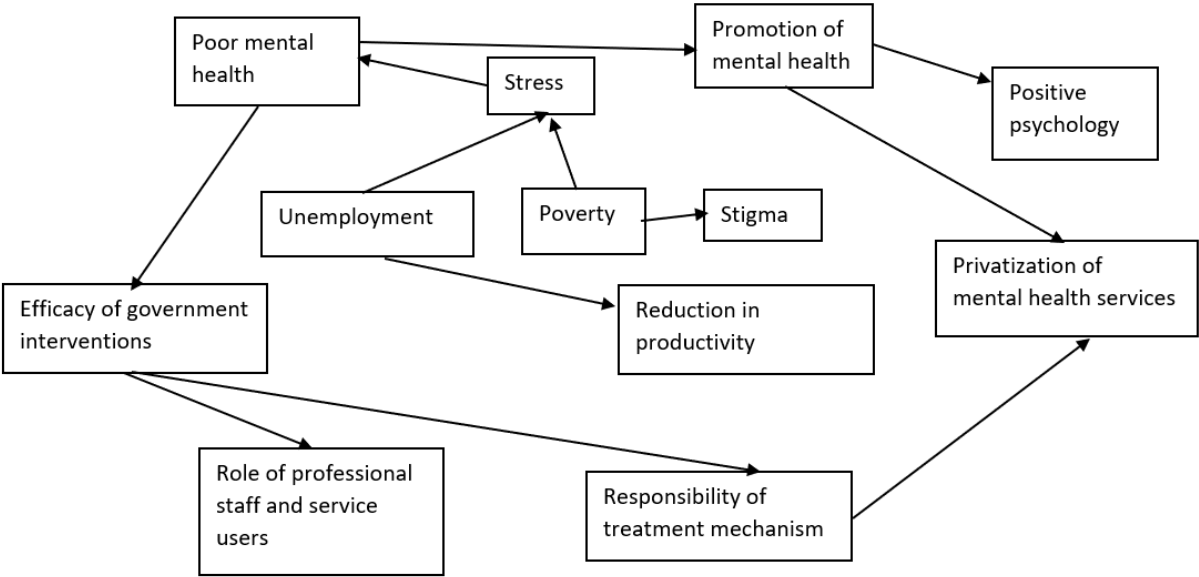 Poor mental
health
Promotion of
mental health
Stress
Positive
psychology
Unemployment
Poverty
Stigma
Privatization of
mental health services
Efficacy of government
interventions
Reduction in
productivity
Role of professional
staff and service
users
Responsibility of
treatment mechanism